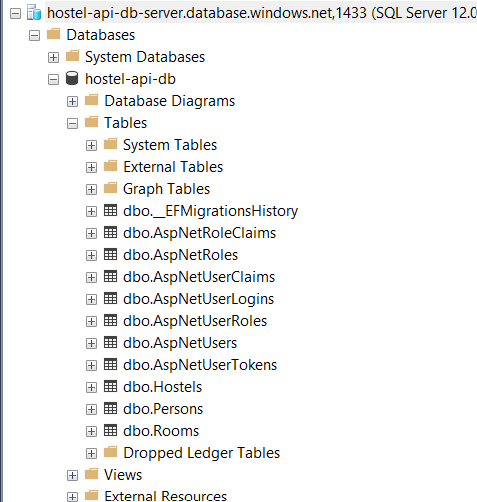 hostel-api-db-server.database.windows.net,1433 (SQL Server 12.0
Databases
System Databases
hostel-api-db
Database Diagrams
Tables
System Tables
External Tables
Graph Tables
dbo.__EFMigrationsHistory
dbo.AspNetRoleClaims
dbo.AspNetRoles
dbo.AspNetUserClaims
dbo.AspNetUserLogins
dbo.AspNetUserRoles
dbo.AspNetUsers
dbo.AspNetUserTokens
dbo.Hostels
dbo.Persons
dbo.Rooms
Dropped Ledger Tables
Views
External Resources